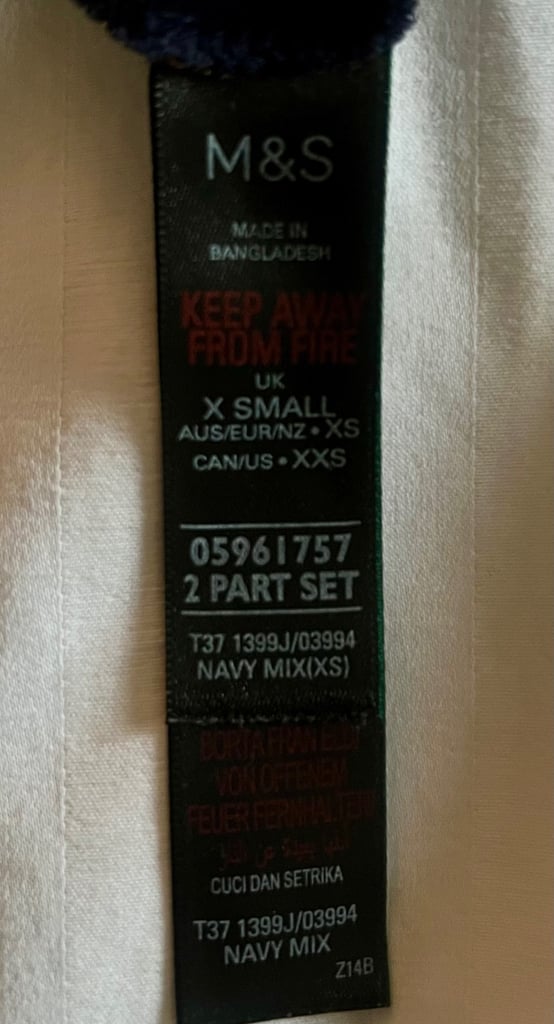 M&S
MADE IN
BANGLADESH
KEEP AWAY
FROM FIRE
UK
X SMALL
AUS/EUR/NZ • XS
CAN/US • XXS
05961757
2 PART SET
T37 1399J/03994
NAVY MIX(XS)
BORTA FRÅN ELD!
VON OFFENEM
FEUER FERNHALTEN
CUCI DAN SETRIKA
T37 1399J/03994
NAVY MIX
Z14B